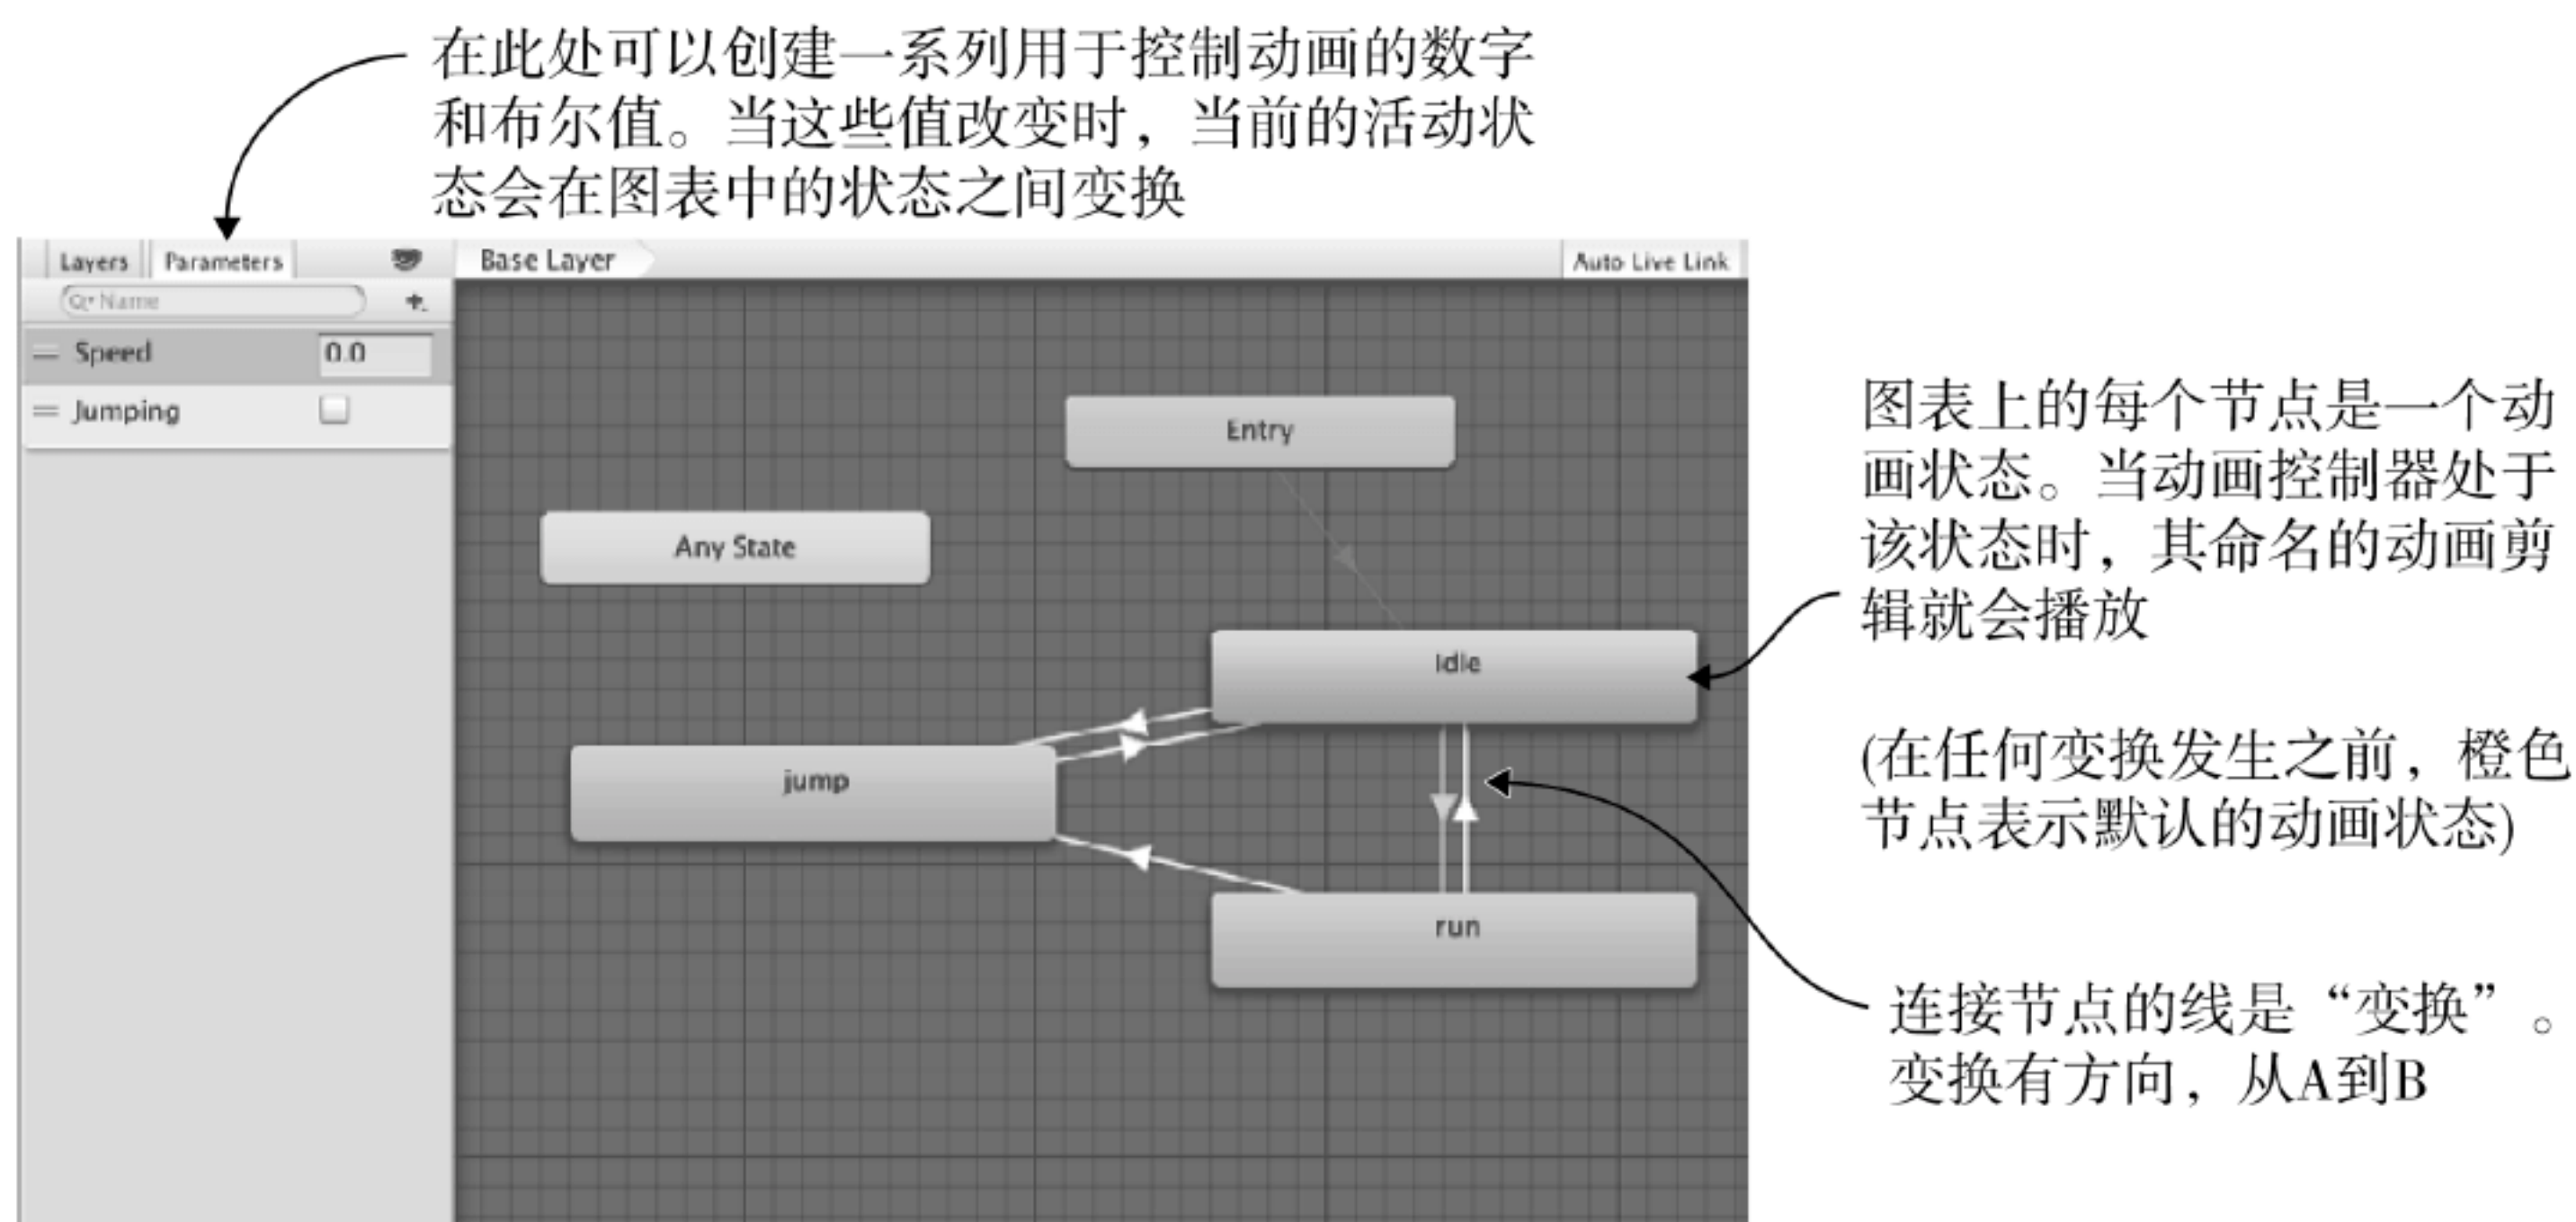 在此处可以创建一系列用于控制动画的数字
和布尔值。当这些值改变时，当前的活动状
态会在图表中的状态之间变换
Layers Parameters
Base Layer
Auto Live Link
Name
Speed 0.0
Jumping
Entry
Any State
Idle
jump
run
图表上的每个节点是一个动
画状态。当动画控制器处于
该状态时，其命名的动画剪
辑就会播放
(在任何变换发生之前，橙色
节点表示默认的动画状态)
连接节点的线是“变换”。
变换有方向，从A到B